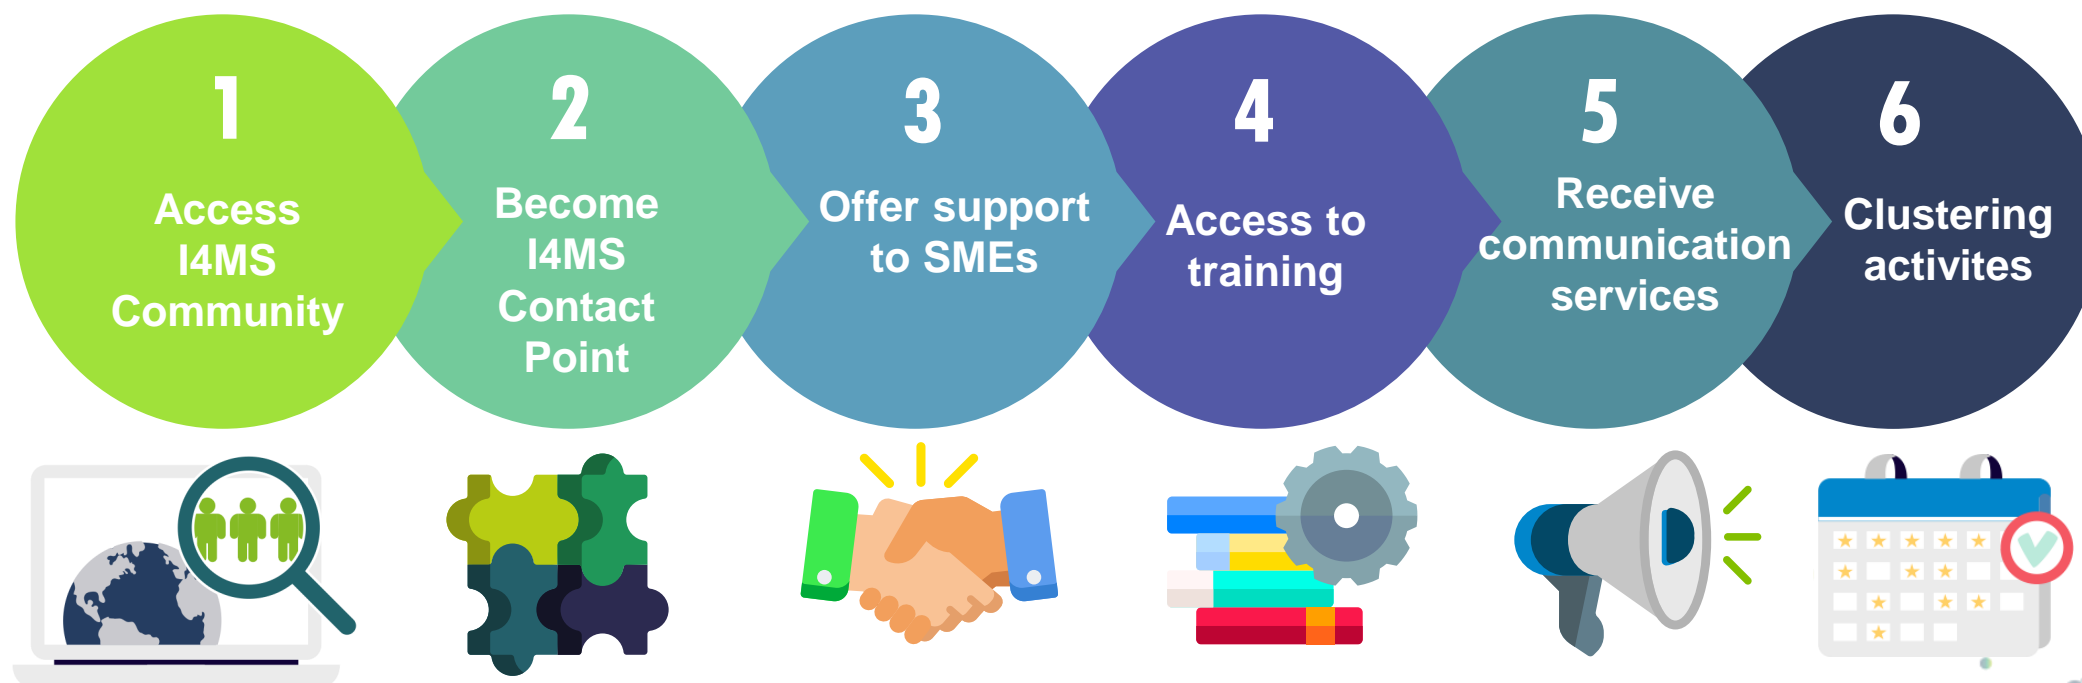 1
Access
I4MS
Community
2
Become
I4MS
Contact
Point
3
Offer support
to SMEs
4
Access to
training
5
Receive
communication
services
6
Clustering
activites